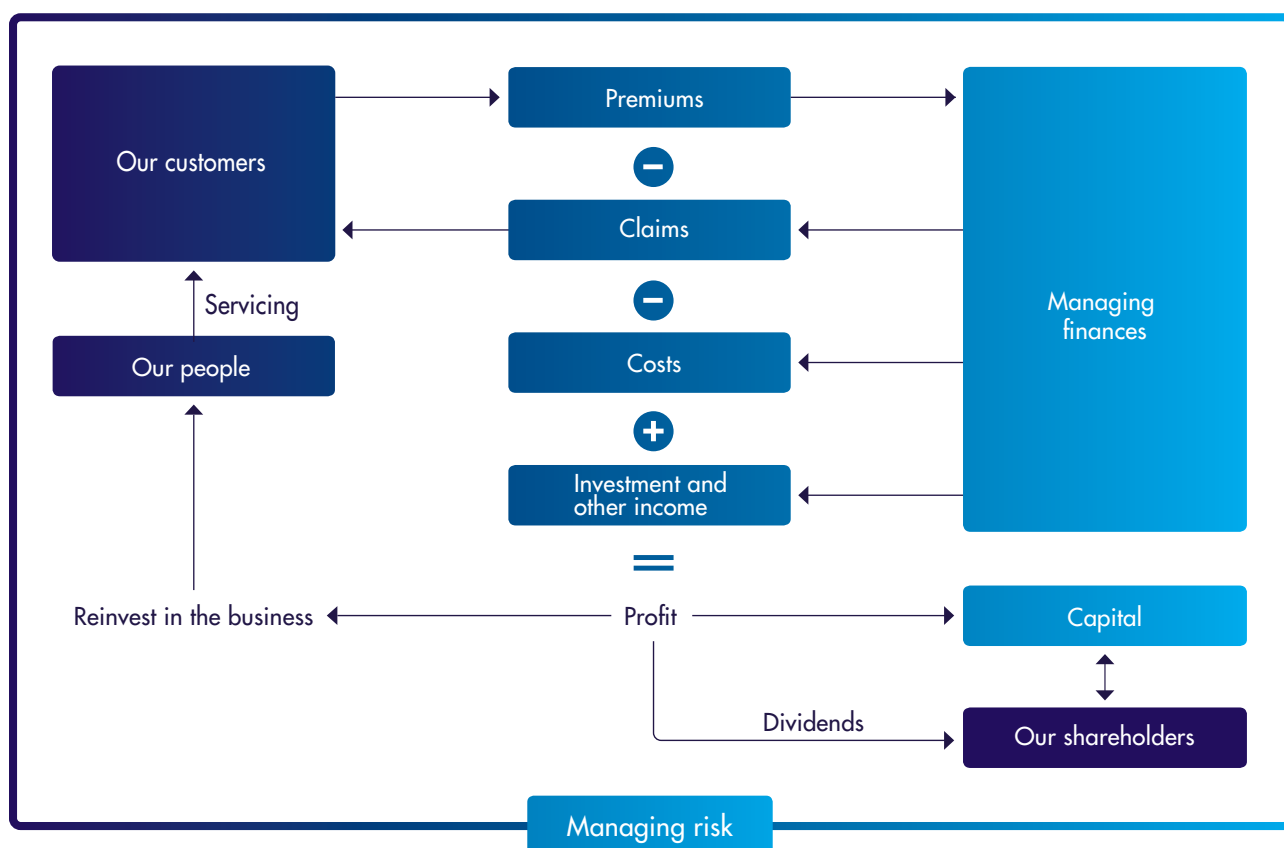 Premiums
Our customers
Claims
Servicing
Managing
finances
Our people
Costs
Investment and
other income
Reinvest in the business
Profit
Capital
Dividends
Our shareholders
Managing risk